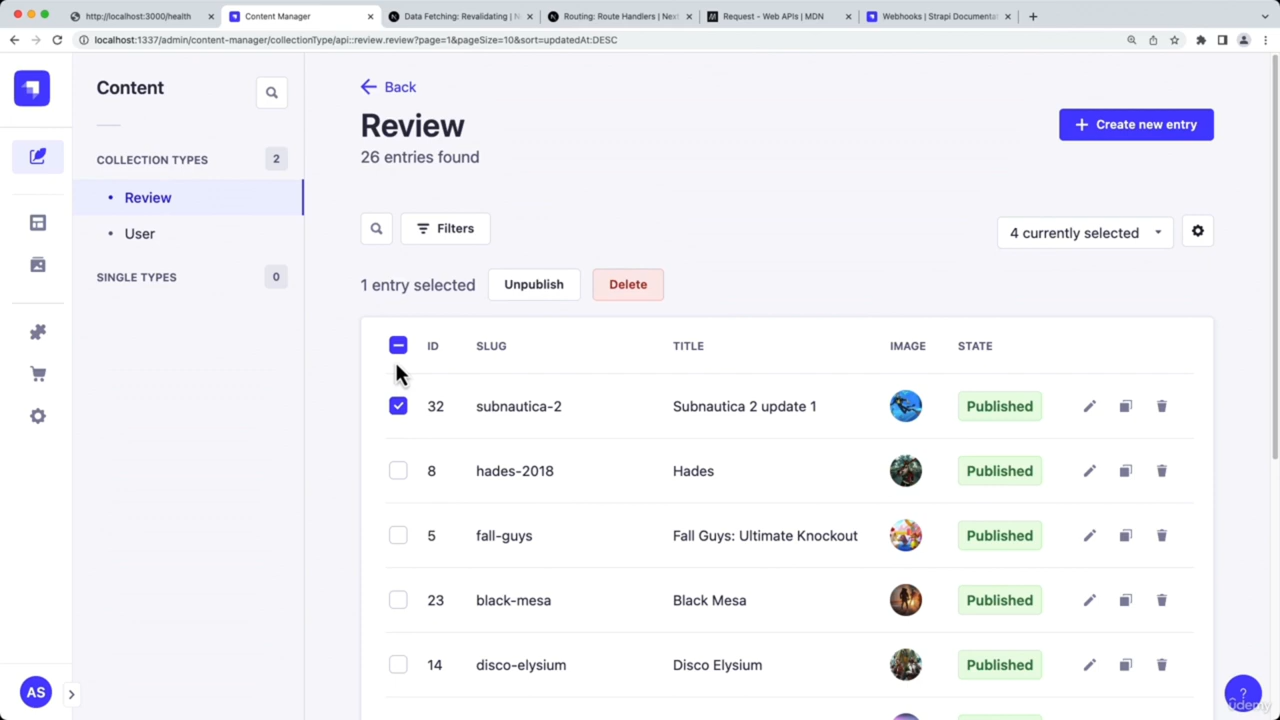 http://localhost:3000/health
Content Manager
Data Fetching: Revalidating | N
Routing: Route Handlers | Next
Request - Web APIs | MDN
Webhooks | Strapi Documentat
localhost:1337/admin/content-manager/collectionType/api::review.review?page=1&pageSize=10&sort=updatedAt:DESC
Content
COLLECTION TYPES 2
Review
User
SINGLE TYPES 0
AS
Back
Review
26 entries found
Create new entry
Filters
4 currently selected
1 entry selected Unpublish Delete
ID SLUG TITLE IMAGE STATE
32 subnautica-2 Subnautica 2 update 1 Published
8 hades-2018 Hades Published
5 fall-guys Fall Guys: Ultimate Knockout Published
23 black-mesa Black Mesa Published
14 disco-elysium Disco Elysium Published
?
ûdemy